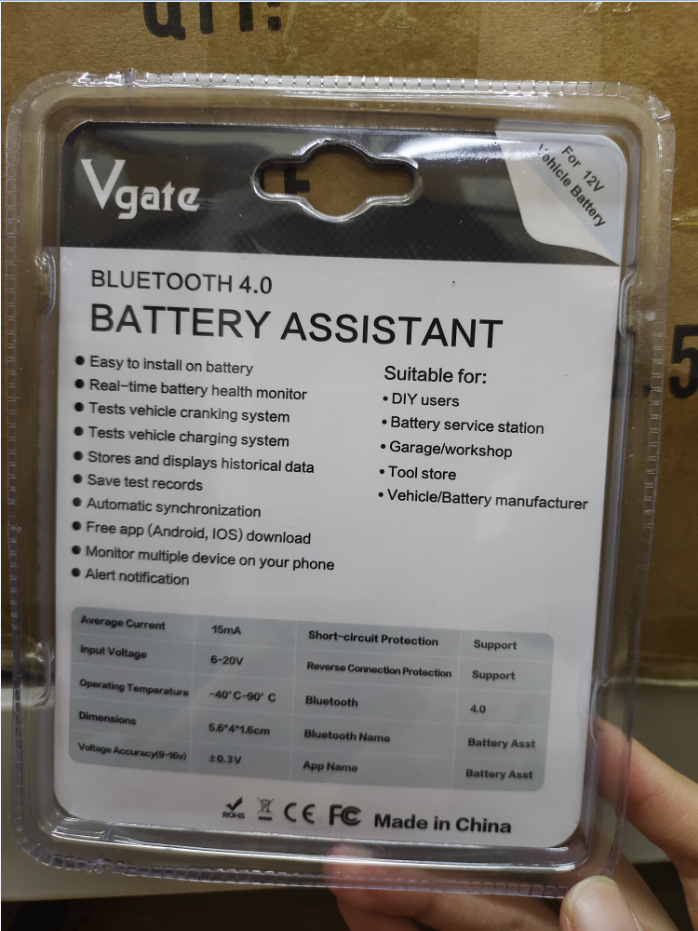 QTY:
Vgate
For 12V
Vehicle Battery
BLUETOOTH 4.0
BATTERY ASSISTANT
● Easy to install on battery
● Real-time battery health monitor
● Tests vehicle cranking system
● Tests vehicle charging system
● Stores and displays historical data
● Save test records
● Automatic synchronization
● Free app (Android, IOS) download
● Monitor multiple device on your phone
● Alert notification
Suitable for:
• DIY users
• Battery service station
• Garage/workshop
• Tool store
• Vehicle/Battery manufacturer
.5
Average Current 15mA Short-circuit Protection Support
Input Voltage 6-20V Reverse Connection Protection Support
Operating Temperature -40°C-90°C Bluetooth 4.0
Dimensions 5.6*4*1.6cm Bluetooth Name Battery Asst
Voltage Accuracy(9-16v) ±0.3V App Name Battery Asst
ROHS CE FC Made in China